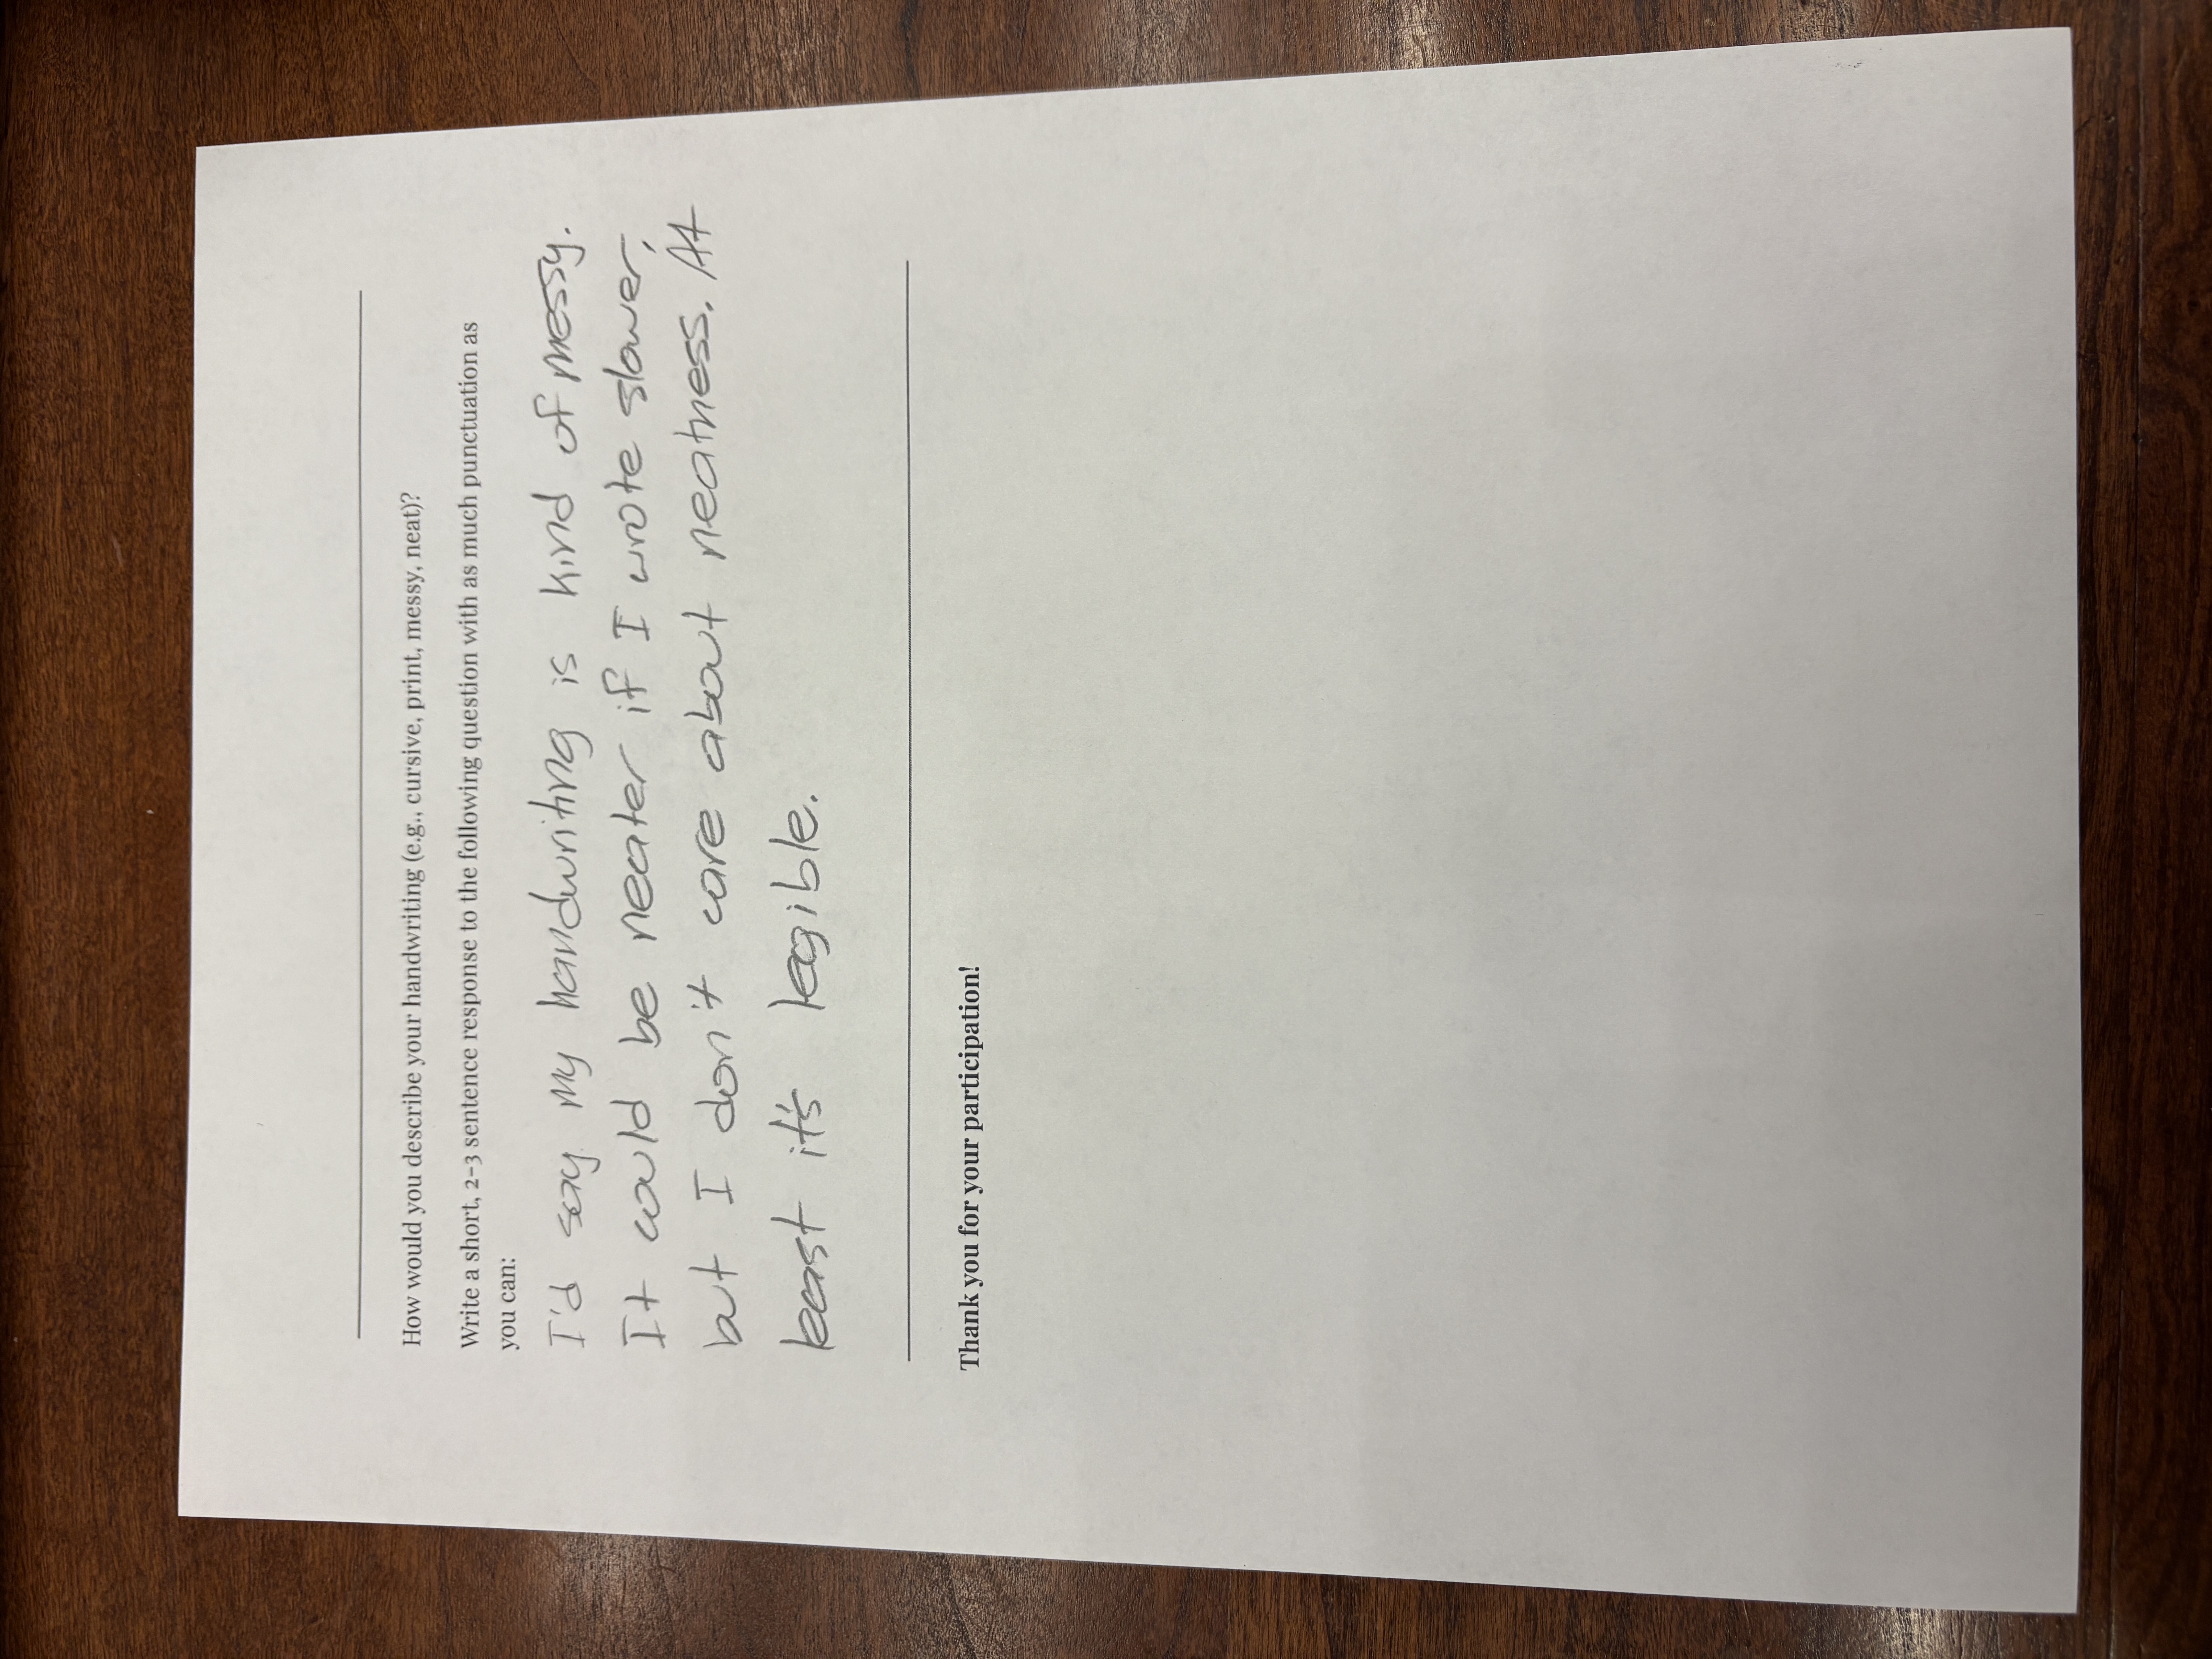 How would you describe your handwriting (e.g., cursive, print, messy, neat)?
Write a short, 2-3 sentence response to the following question with as much punctuation as
you can:
I'd say my handwriting is kind of messy.
It could be neater if I wrote slower,
but I don't care about neatness. At
least it's legible.
Thank you for your participation!